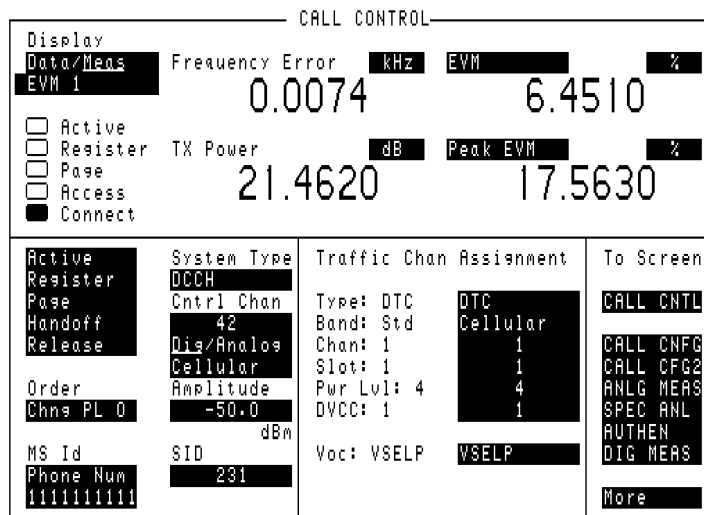 CALL CONTROL
Display
Data/Meas
EVM 1
Frequency Error kHz
0.0074
EVM %
6.4510
Active
Register
Page
Access
Connect
TX Power dB
21.4620
Peak EVM %
17.5630
Active
Register
Page
Handoff
Release
Order
Chng PL 0
MS Id
Phone Num
1111111111
System Type
DCCH
Cntrl Chan
42
Dig/Analog
Cellular
Amplitude
-50.0
dBm
SID
231
Traffic Chan Assignment
Type: DTC DTC
Band: Std Cellular
Chan: 1 1
Slot: 1 1
Pwr Lvl: 4 4
DVCC: 1 1
Voc: VSELP VSELP
To Screen
CALL CNTL
CALL CNFG
CALL CFG2
ANLG MEAS
SPEC ANL
AUTHEN
DIG MEAS
More